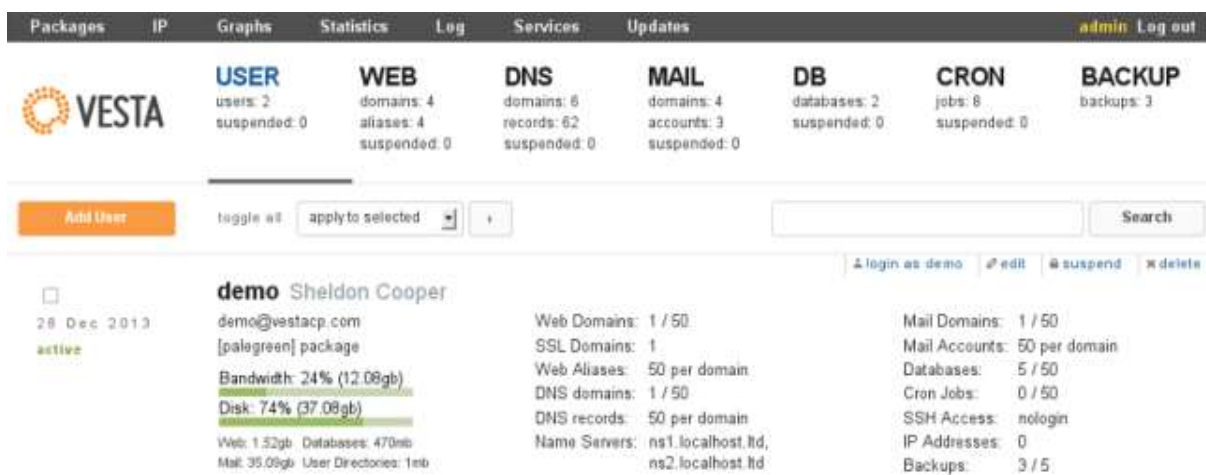 Packages IP Graphs Statistics Log Services Updates admin Log out
VESTA
USER
users: 2
suspended: 0
WEB
domains: 4
aliases: 4
suspended: 0
DNS
domains: 6
records: 62
suspended: 0
MAIL
domains: 4
accounts: 3
suspended: 0
DB
databases: 2
suspended: 0
CRON
jobs: 8
suspended: 0
BACKUP
backups: 3
Add User toggle all apply to selected › Search
login as demo edit suspend delete
28 Dec 2013
active
demo Sheldon Cooper
demo@vestacp.com
[palegreen] package
Bandwidth: 24% (12.08gb)
Disk: 74% (37.08gb)
Web: 1.52gb Databases: 470mb
Mail: 35.09gb User Directories: 1mb
Web Domains: 1 / 50
SSL Domains: 1
Web Aliases: 50 per domain
DNS domains: 1 / 50
DNS records: 50 per domain
Name Servers: ns1.localhost.ltd,
ns2.localhost.ltd
Mail Domains: 1 / 50
Mail Accounts: 50 per domain
Databases: 5 / 50
Cron Jobs: 0 / 50
SSH Access: nologin
IP Addresses: 0
Backups: 3 / 5